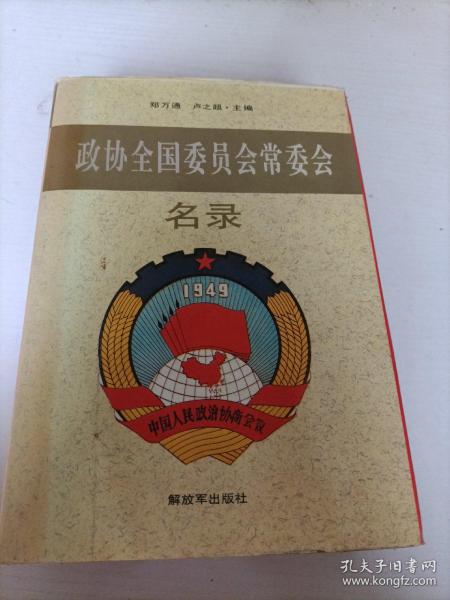 郑万通 卢之超·主编
政协全国委员会常委会
名录
1949
中国人民政治协商会议
解放军出版社
孔夫子旧书网
www.kongfz.com